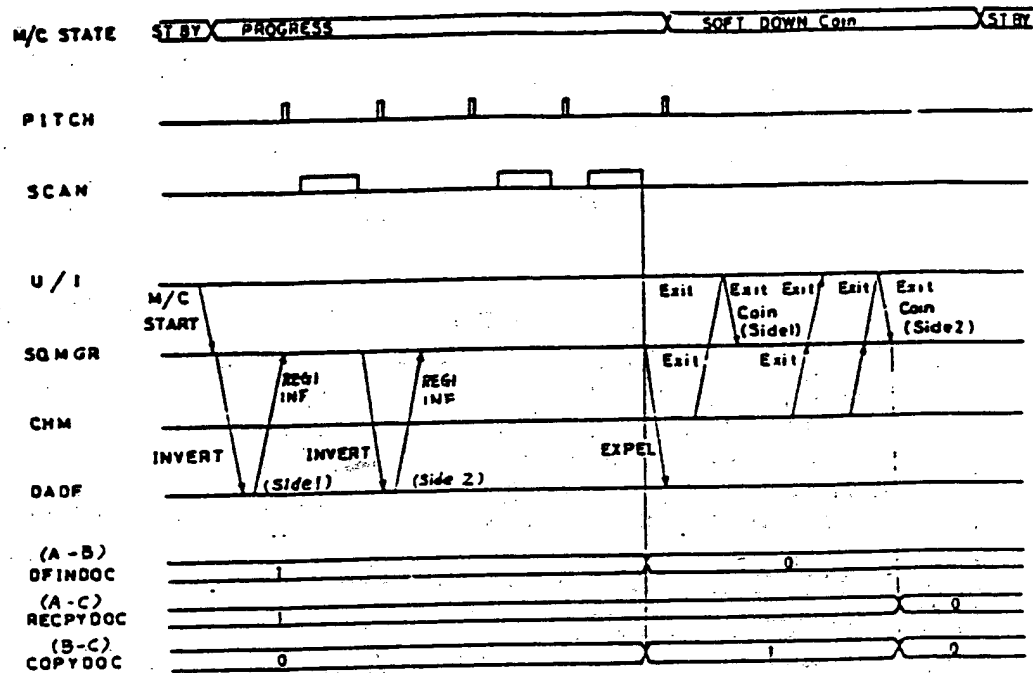 M/C STATE ST BY PROGRESS SOFT DOWN Coin ST BY
PITCH
SCAN
U / I
M/C
START
Exit Exit Exit Exit Exit
Coin
(Side1)
Coin
(Side2)
SQMGR
REGI
INF
REGI
INF
Exit Exit
CHM
INVERT INVERT EXPEL
(Side1) (Side 2)
DADF
(A-B)
DFINDOC 1 0
(A-C)
RECPYDOC 1 0
(B-C)
COPYDOC 0 1 2